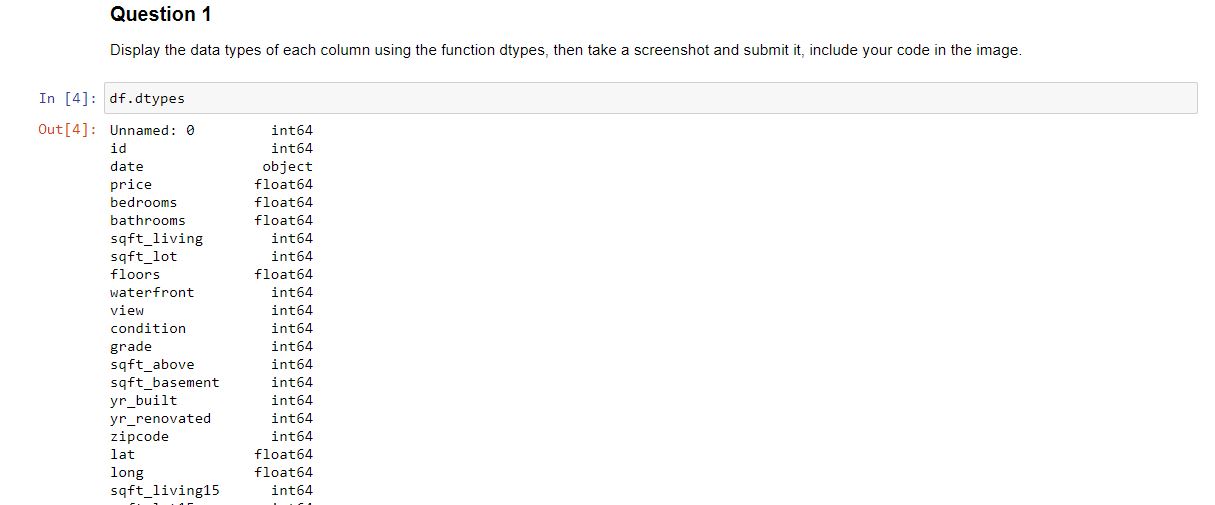 Question 1
Display the data types of each column using the function dtypes, then take a screenshot and submit it, include your code in the image.
In [4]: df.dtypes
Out[4]: Unnamed: 0 int64
id int64
date object
price float64
bedrooms float64
bathrooms float64
sqft_living int64
sqft_lot int64
floors float64
waterfront int64
view int64
condition int64
grade int64
sqft_above int64
sqft_basement int64
yr_built int64
yr_renovated int64
zipcode int64
lat float64
long float64
sqft_living15 int64